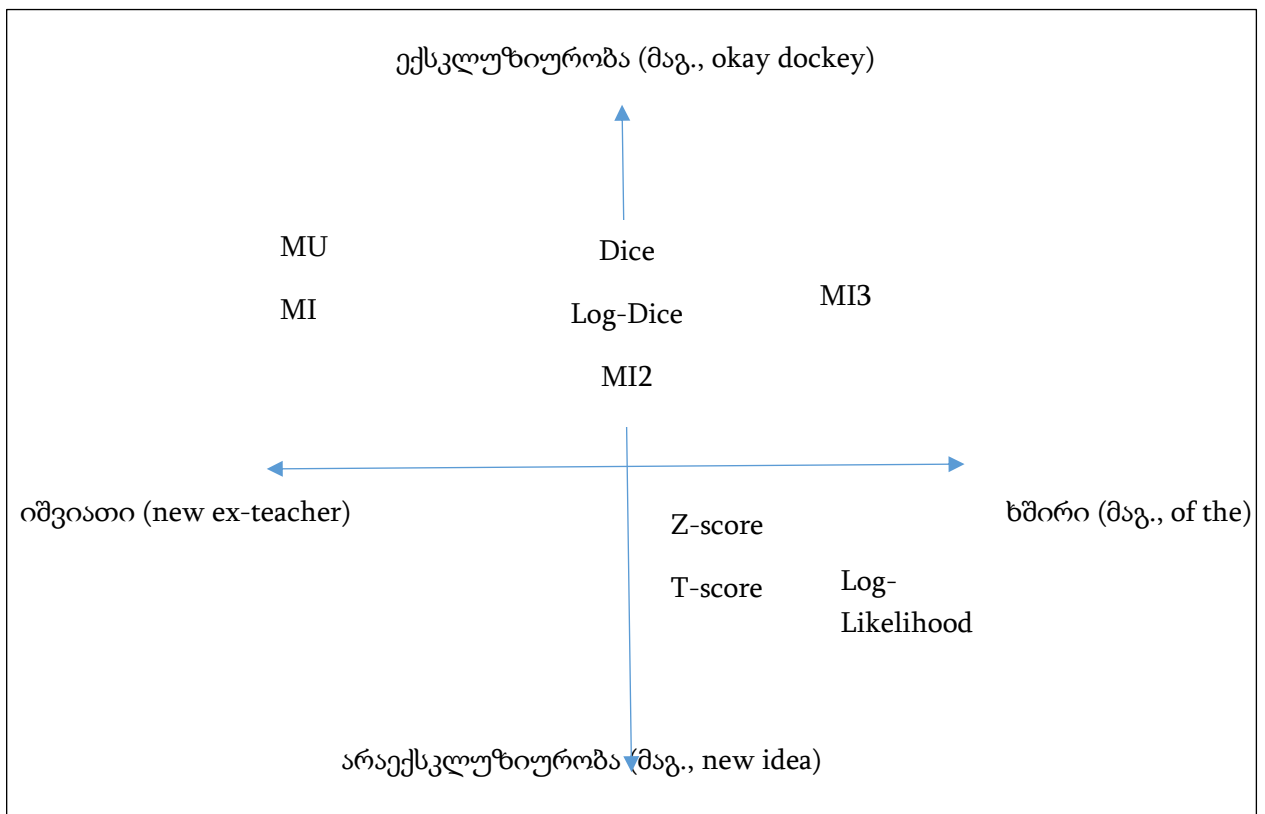 ექსკლუზიურობა (მაგ., okay dockey)
MU
Dice
MI3
MI
Log-Dice
MI2
იშვიათი (new ex-teacher)
ხშირი (მაგ., of the)
Z-score
T-score
Log-
Likelihood
არაექსკლუზიურობა (მაგ., new idea)